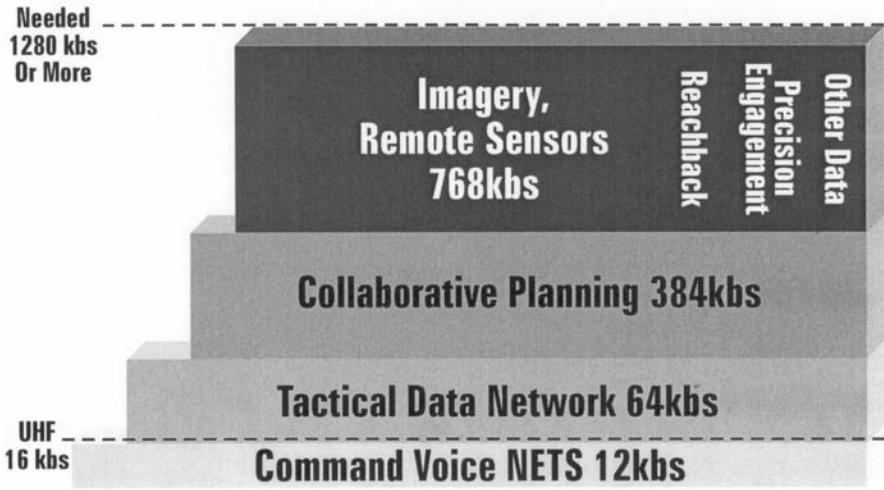 Needed
1280 kbs
Or More
Imagery,
Remote Sensors
768kbs
Reachback
Precision
Engagement
Other Data
Collaborative Planning 384kbs
Tactical Data Network 64kbs
UHF
16 kbs
Command Voice NETS 12kbs